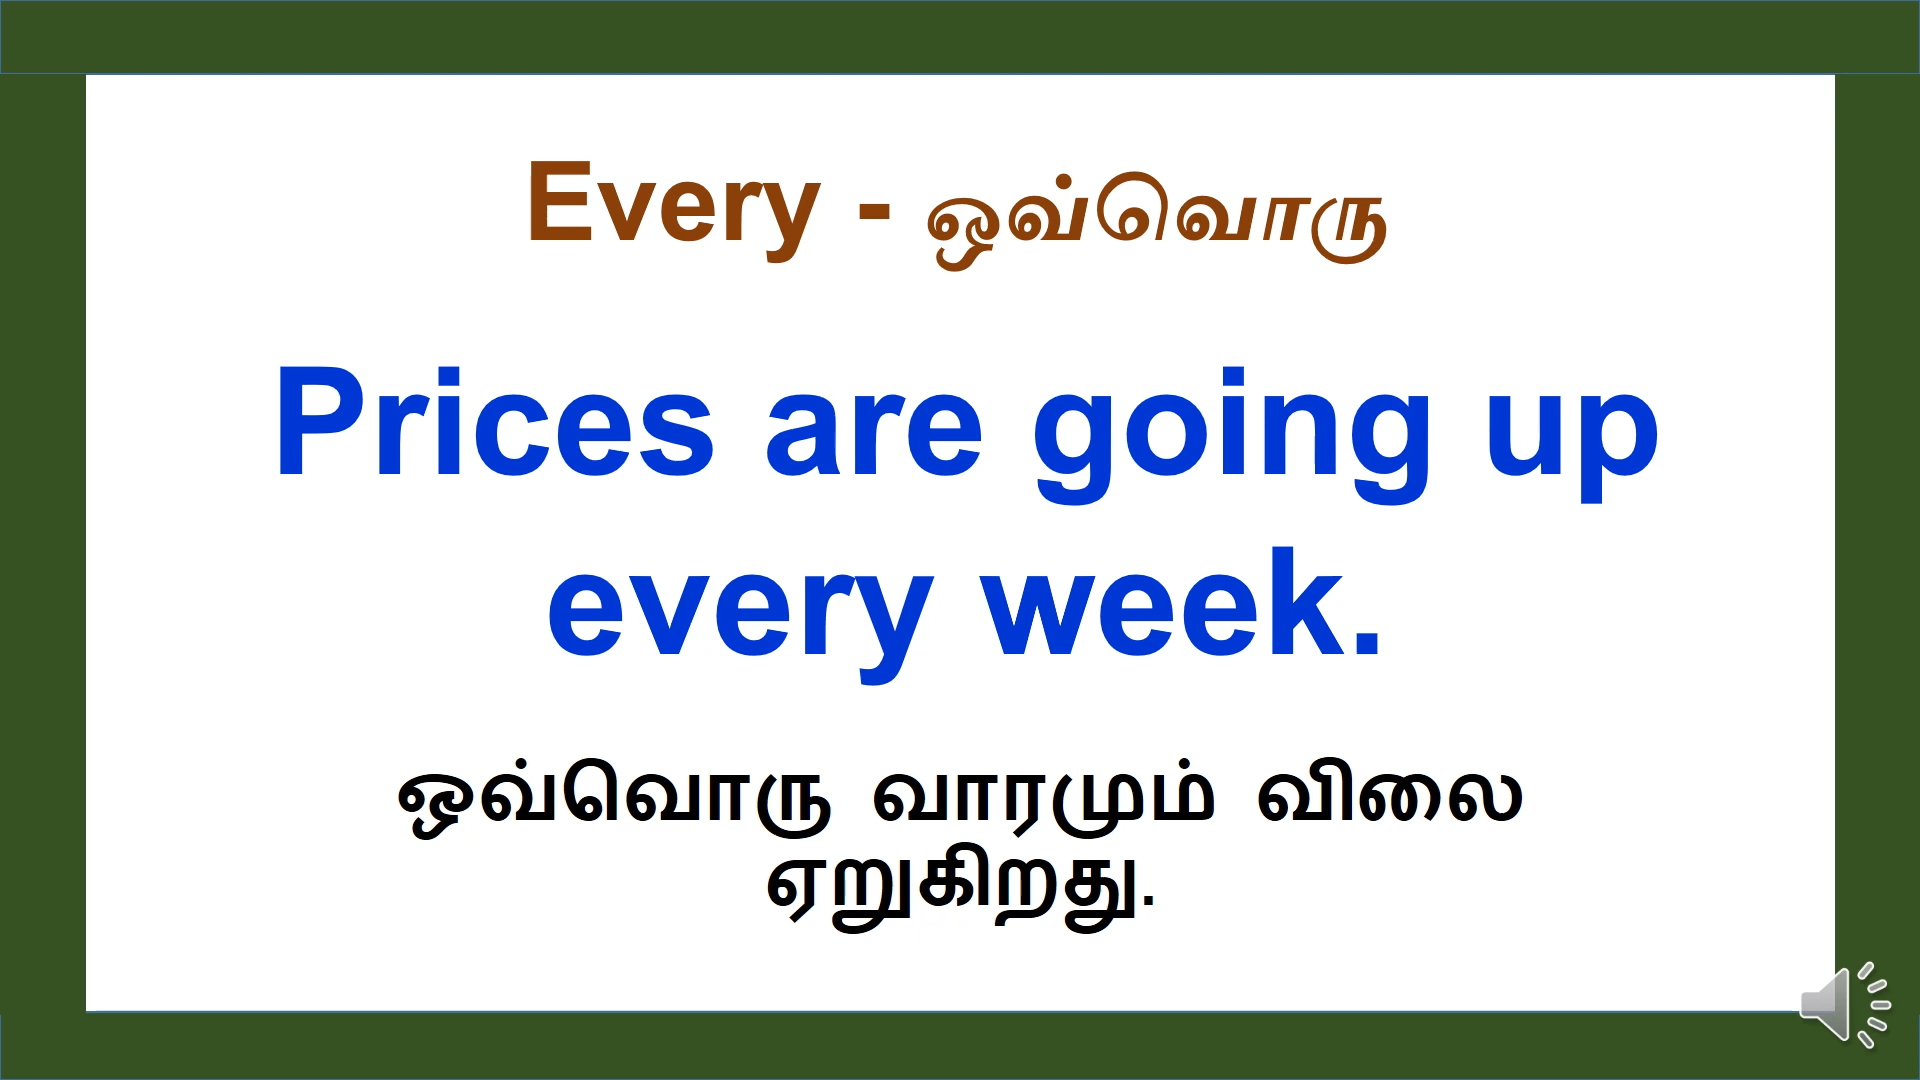 Every - ஒவ்வொரு
Prices are going up
every week.
ஒவ்வொரு வாரமும் விலை
ஏறுகிறது.